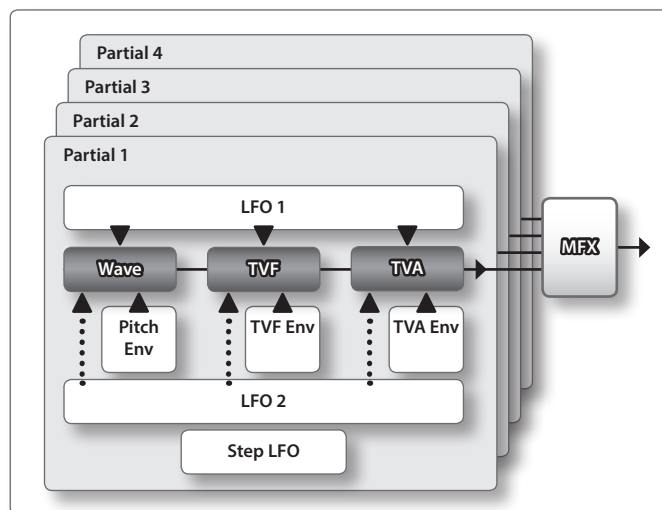 Partial 4
Partial 3
Partial 2
Partial 1
LFO 1
Wave
TVF
TVA
MFX
Pitch
Env
TVF Env
TVA Env
LFO 2
Step LFO